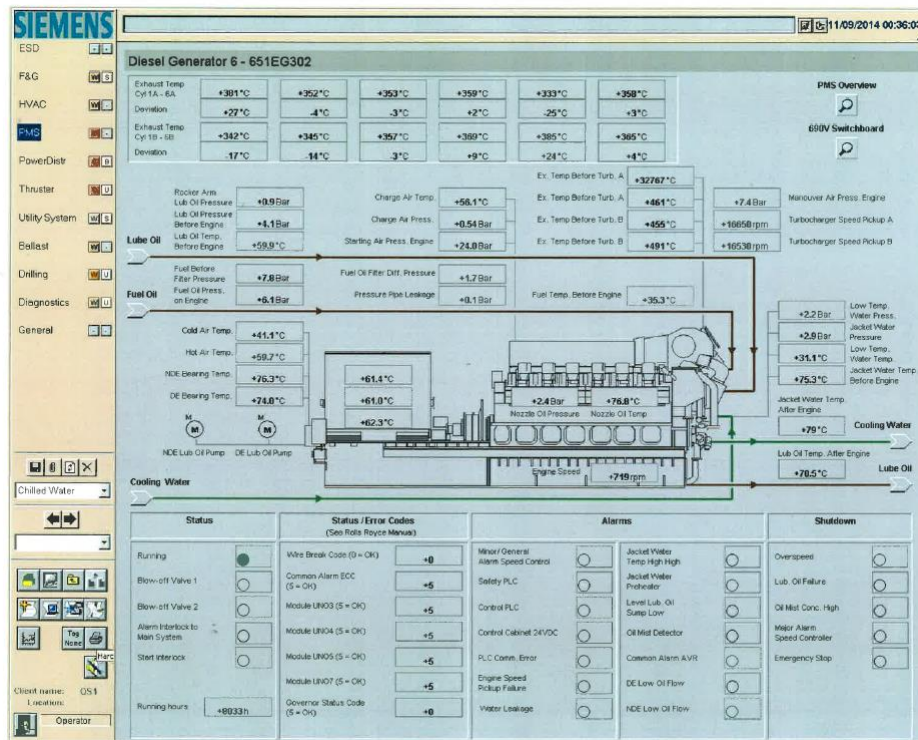 SIEMENS
11/09/2014 00:36:03
ESD
F&G
HVAC
PMS
PowerDistr
Thruster
Utility System
Ballast
Drilling
Diagnostics
General
Chilled Water
Tag Name
Hard
Client name: OS1
Location:
Operator
Diesel Generator 6 - 651EG302
Exhaust Temp Cyl 1A - 6A
+381°C +352°C +353°C +359°C +333°C +358°C
Deviation
+27°C -4°C -3°C +2°C -25°C +3°C
Exhaust Temp Cyl 1B - 6B
+342°C +345°C +357°C +369°C +385°C +365°C
Deviation
-17°C -14°C -3°C +9°C +24°C +4°C
PMS Overview
690V Switchboard
Rocker Arm Lub Oil Pressure +0.9Bar
Lub Oil Pressure Before Engine +4.1Bar
Lub Oil Temp. Before Engine +59.9°C
Lube Oil
Charge Air Temp. +56.1°C
Charge Air Press. +0.54Bar
Starting Air Press. Engine +24.0Bar
Ex. Temp Before Turb. A +32767°C
Ex. Temp Before Turb. A +461°C
Ex. Temp Before Turb. B +455°C
Ex. Temp Before Turb. B +491°C
+7.4Bar Manouver Air Press. Engine
+16650rpm Turbocharger Speed Pickup A
+16530rpm Turbocharger Speed Pickup B
Fuel Before Filter Pressure +7.8Bar
Fuel Oil Press. on Engine +6.1Bar
Fuel Oil
Fuel Oil Filter Diff. Pressure +1.7Bar
Pressure Pipe Leakage +0.1Bar
Fuel Temp. Before Engine +35.3°C
Cold Air Temp. +41.1°C
Hot Air Temp. +59.7°C
NDE Bearing Temp. +76.3°C
DE Bearing Temp. +74.8°C
M M
M M
NDE Lub Oil Pump DE Lub Oil Pump
+61.4°C
+61.0°C
+62.3°C
+2.4Bar +76.8°C
Nozzle Oil Pressure Nozzle Oil Temp
Engine Speed +719rpm
+2.2Bar Low Temp. Water Press.
+2.9Bar Jacket Water Pressure
+31.1°C Low Temp. Water Temp.
+75.3°C Jacket Water Temp Before Engine
Jacket Water Temp After Engine
+79°C
Cooling Water
Lub Oil Temp. After Engine
+70.5°C
Lube Oil
Cooling Water
Status
Running
Blow-off Valve 1
Blow-off Valve 2
Alarm Interlock to Main System
Start Interlock
Running hours +8033h
Status / Error Codes
(See Rolls Royce Manual)
Wire Break Code (0 = OK) +0
Common Alarm ECC (5 = OK) +5
Module UNO3 (5 = OK) +5
Module UNO4 (5 = OK) +5
Module UNO5 (5 = OK) +5
Module UNO7 (5 = OK) +5
Governor Status Code (5 = OK) +0
Alarms
Minor/General Alarm Speed Control
Safety PLC
Control PLC
Control Cabinet 24VDC
PLC Comm. Error
Engine Speed Pickup Failure
Water Leakage
Jacket Water Temp High High
Jacket Water Preheater
Level Lub. Oil Sump Low
Oil Mist Detector
Common Alarm AVR
DE Low Oil Flow
NDE Low Oil Flow
Shutdown
Overspeed
Lub. Oil Failure
Oil Mist Conc. High
Major Alarm Speed Controller
Emergency Stop